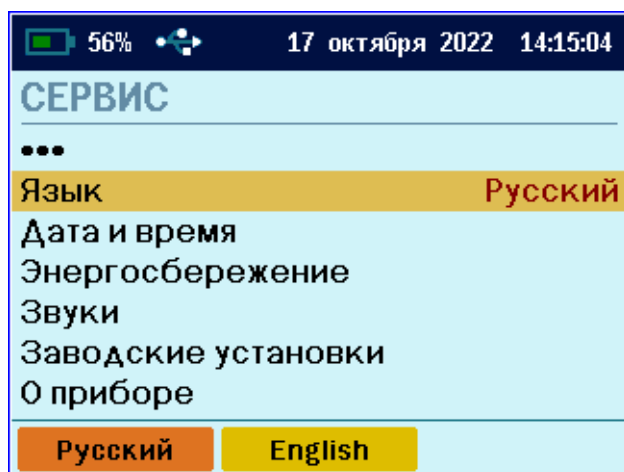 56% 17 октября 2022 14:15:04
СЕРВИС
•••
Язык Русский
Дата и время
Энергосбережение
Звуки
Заводские установки
О приборе
Русский English